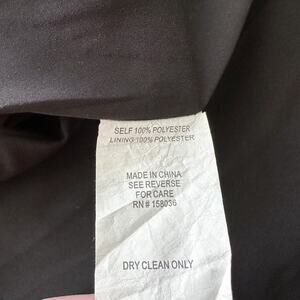 SELF 100% POLYESTER
LINING 100% POLYESTER
MADE IN CHINA
SEE REVERSE
FOR CARE
RN # 158036
DRY CLEAN ONLY